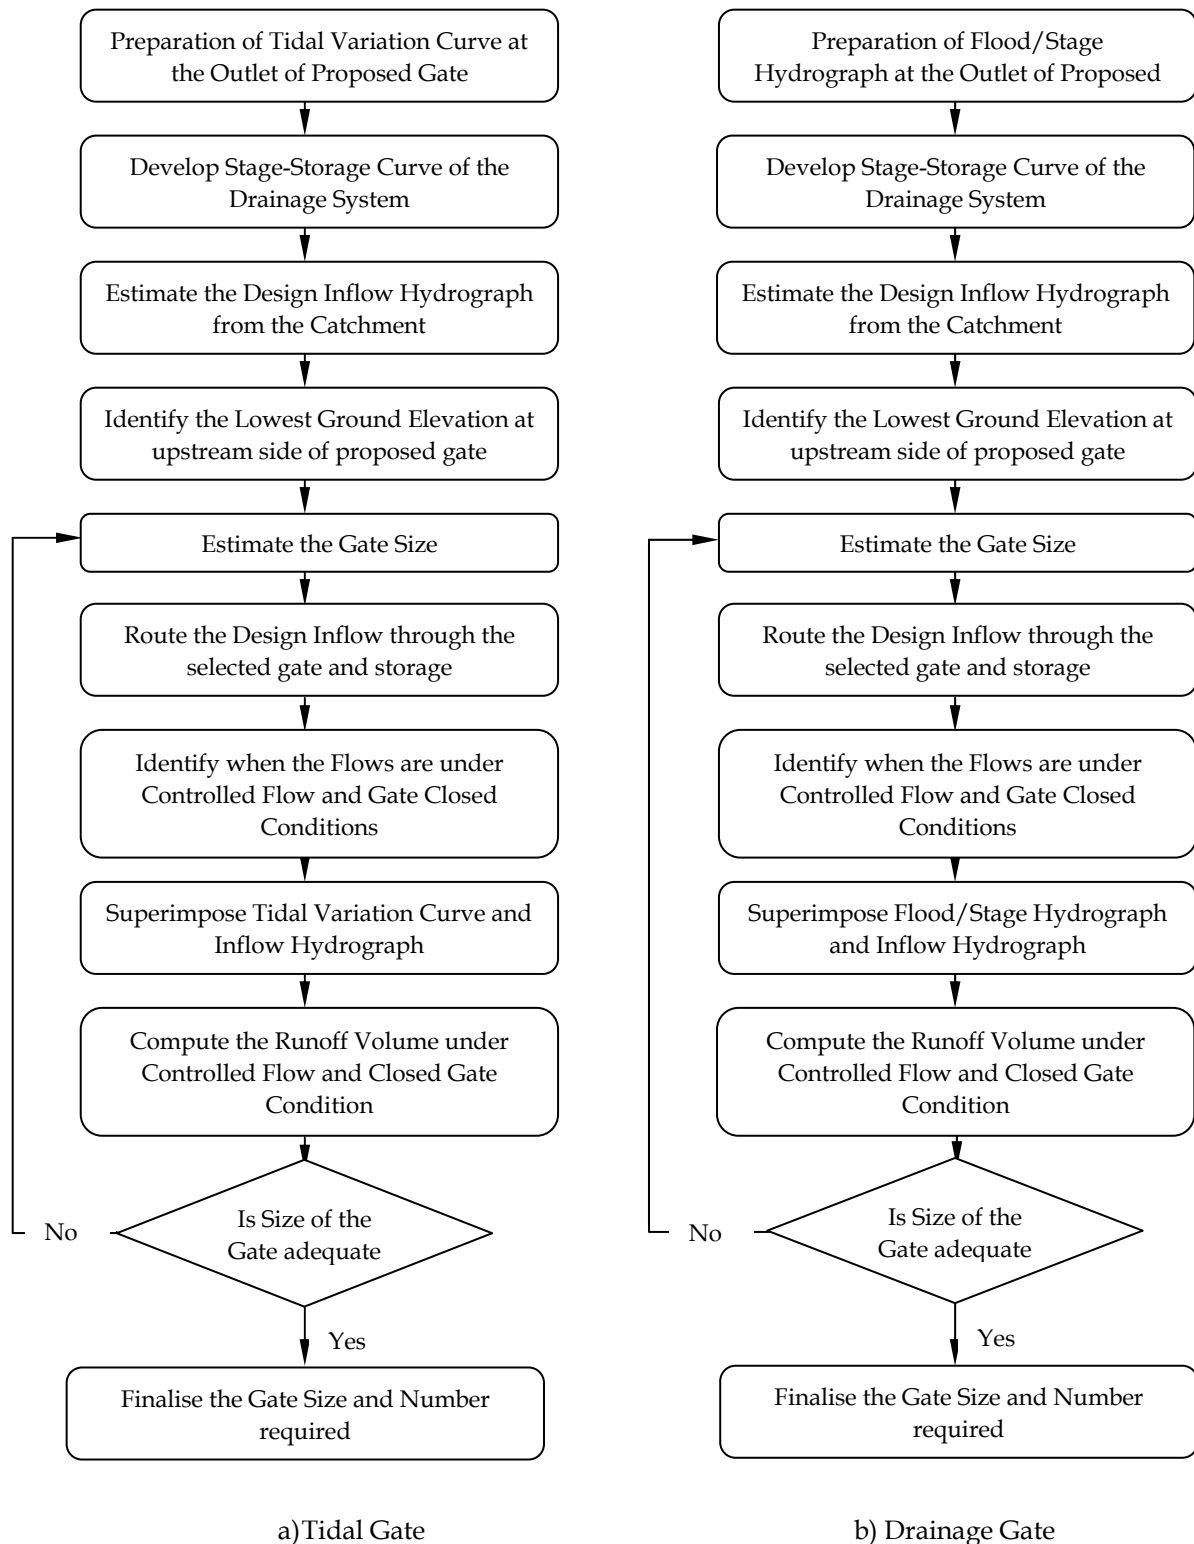 Preparation of Tidal Variation Curve at
the Outlet of Proposed Gate
Develop Stage-Storage Curve of the
Drainage System
Estimate the Design Inflow Hydrograph
from the Catchment
Identify the Lowest Ground Elevation at
upstream side of proposed gate
Estimate the Gate Size
Route the Design Inflow through the
selected gate and storage
Identify when the Flows are under
Controlled Flow and Gate Closed
Conditions
Superimpose Tidal Variation Curve and
Inflow Hydrograph
Compute the Runoff Volume under
Controlled Flow and Closed Gate
Condition
Is Size of the
Gate adequate
No
Yes
Finalise the Gate Size and Number
required
a)Tidal Gate
Preparation of Flood/Stage
Hydrograph at the Outlet of Proposed
Develop Stage-Storage Curve of the
Drainage System
Estimate the Design Inflow Hydrograph
from the Catchment
Identify the Lowest Ground Elevation at
upstream side of proposed gate
Estimate the Gate Size
Route the Design Inflow through the
selected gate and storage
Identify when the Flows are under
Controlled Flow and Gate Closed
Conditions
Superimpose Flood/Stage Hydrograph
and Inflow Hydrograph
Compute the Runoff Volume under
Controlled Flow and Closed Gate
Condition
Is Size of the
Gate adequate
No
Yes
Finalise the Gate Size and Number
required
b) Drainage Gate